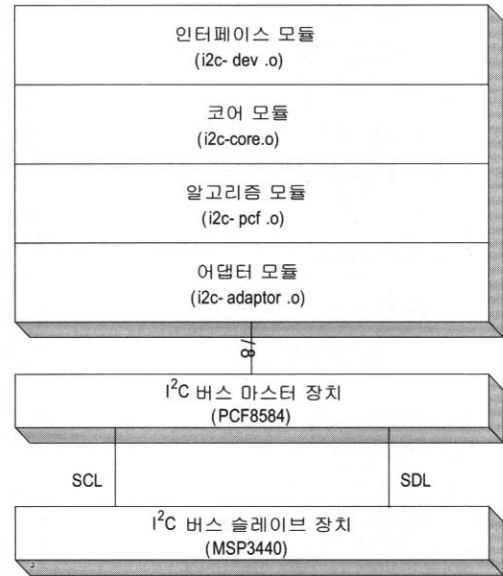 인터페이스 모듈
(i2c- dev .o)
코어 모듈
(i2c-core.o)
알고리즘 모듈
(i2c- pcf .o)
어댑터 모듈
(i2c- adaptor .o)
/8
I²C 버스 마스터 장치
(PCF8584)
SCL SDL
I²C 버스 슬레이브 장치
(MSP3440)